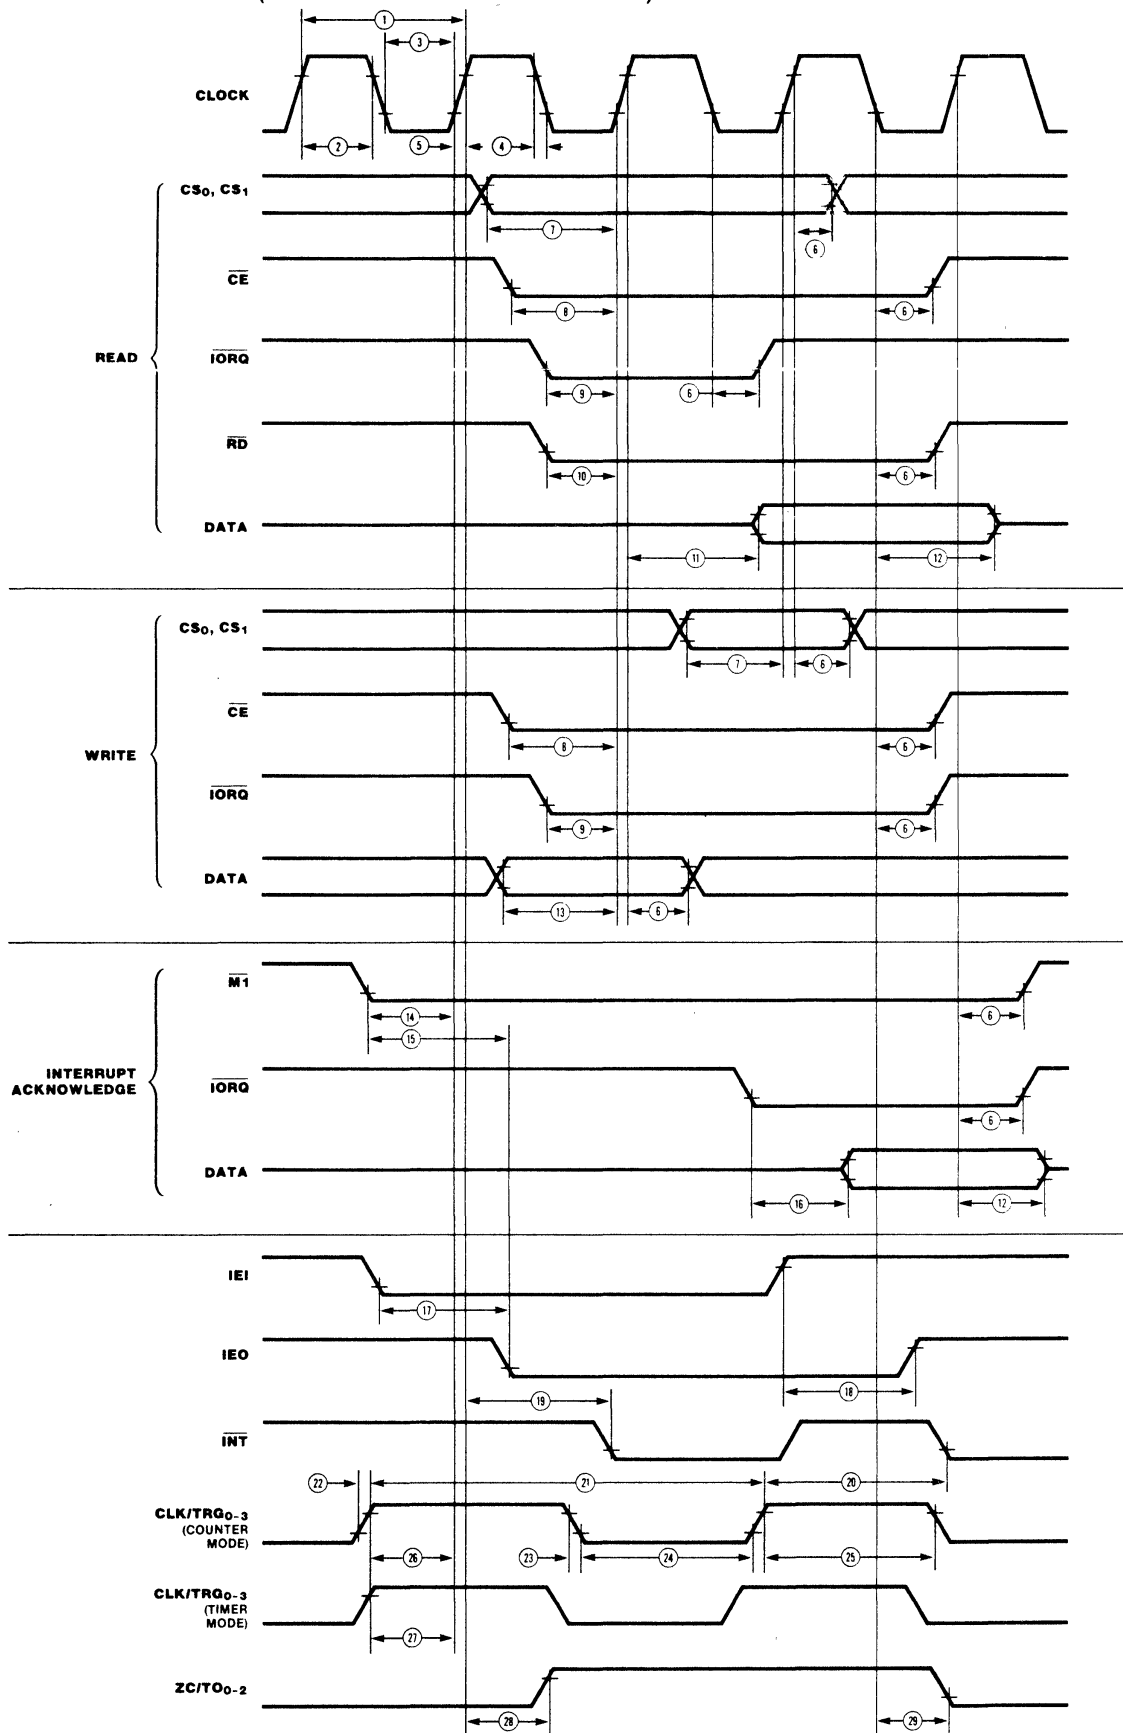 1
3
CLOCK
2
5
4
CS0, CS1
7
6
CE
8
6
READ
IORQ
9
6
RD
10
6
DATA
11
12
CS0, CS1
7
6
CE
8
6
WRITE
IORQ
9
6
DATA
13
6
M1
14
6
15
INTERRUPT
ACKNOWLEDGE
IORQ
6
DATA
16
12
IEI
17
IEO
18
19
INT
22
21
20
CLK/TRG0-3
(COUNTER
MODE)
26
23
24
25
CLK/TRG0-3
(TIMER
MODE)
27
ZC/TO0-2
28
29